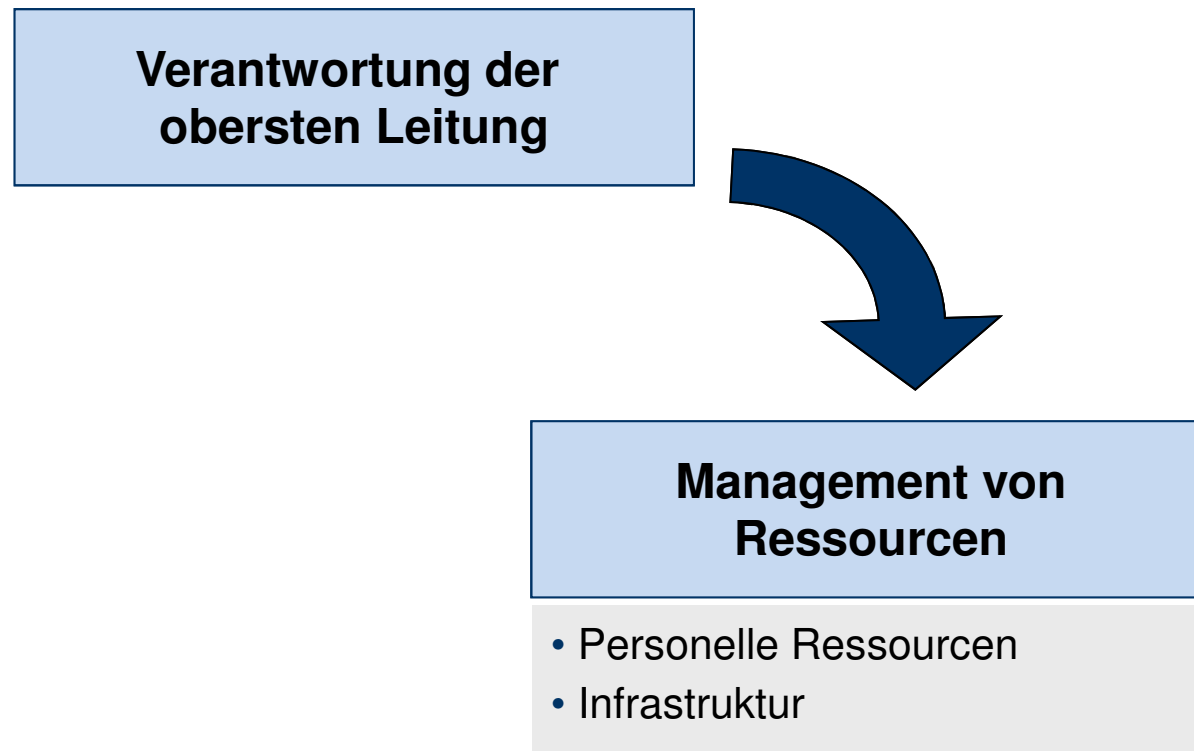 Verantwortung der
obersten Leitung
Management von
Ressourcen
• Personelle Ressourcen
• Infrastruktur